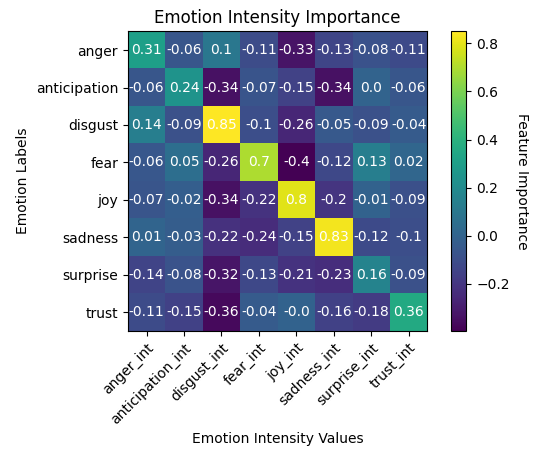 Emotion Intensity Importance
Emotion Labels
anger 0.31 -0.06 0.1 -0.11 -0.33 -0.13 -0.08 -0.11
anticipation -0.06 0.24 -0.34 -0.07 -0.15 -0.34 0.0 -0.06
disgust 0.14 -0.09 0.85 -0.1 -0.26 -0.05 -0.09 -0.04
fear -0.06 0.05 -0.26 0.7 -0.4 -0.12 0.13 0.02
joy -0.07 -0.02 -0.34 -0.22 0.8 -0.2 -0.01 -0.09
sadness 0.01 -0.03 -0.22 -0.24 -0.15 0.83 -0.12 -0.1
surprise -0.14 -0.08 -0.32 -0.13 -0.21 -0.23 0.16 -0.09
trust -0.11 -0.15 -0.36 -0.04 -0.0 -0.16 -0.18 0.36
anger_int anticipation_int disgust_int fear_int joy_int sadness_int surprise_int trust_int
Emotion Intensity Values
0.8
0.6
0.4
0.2
0.0
−0.2
Feature Importance